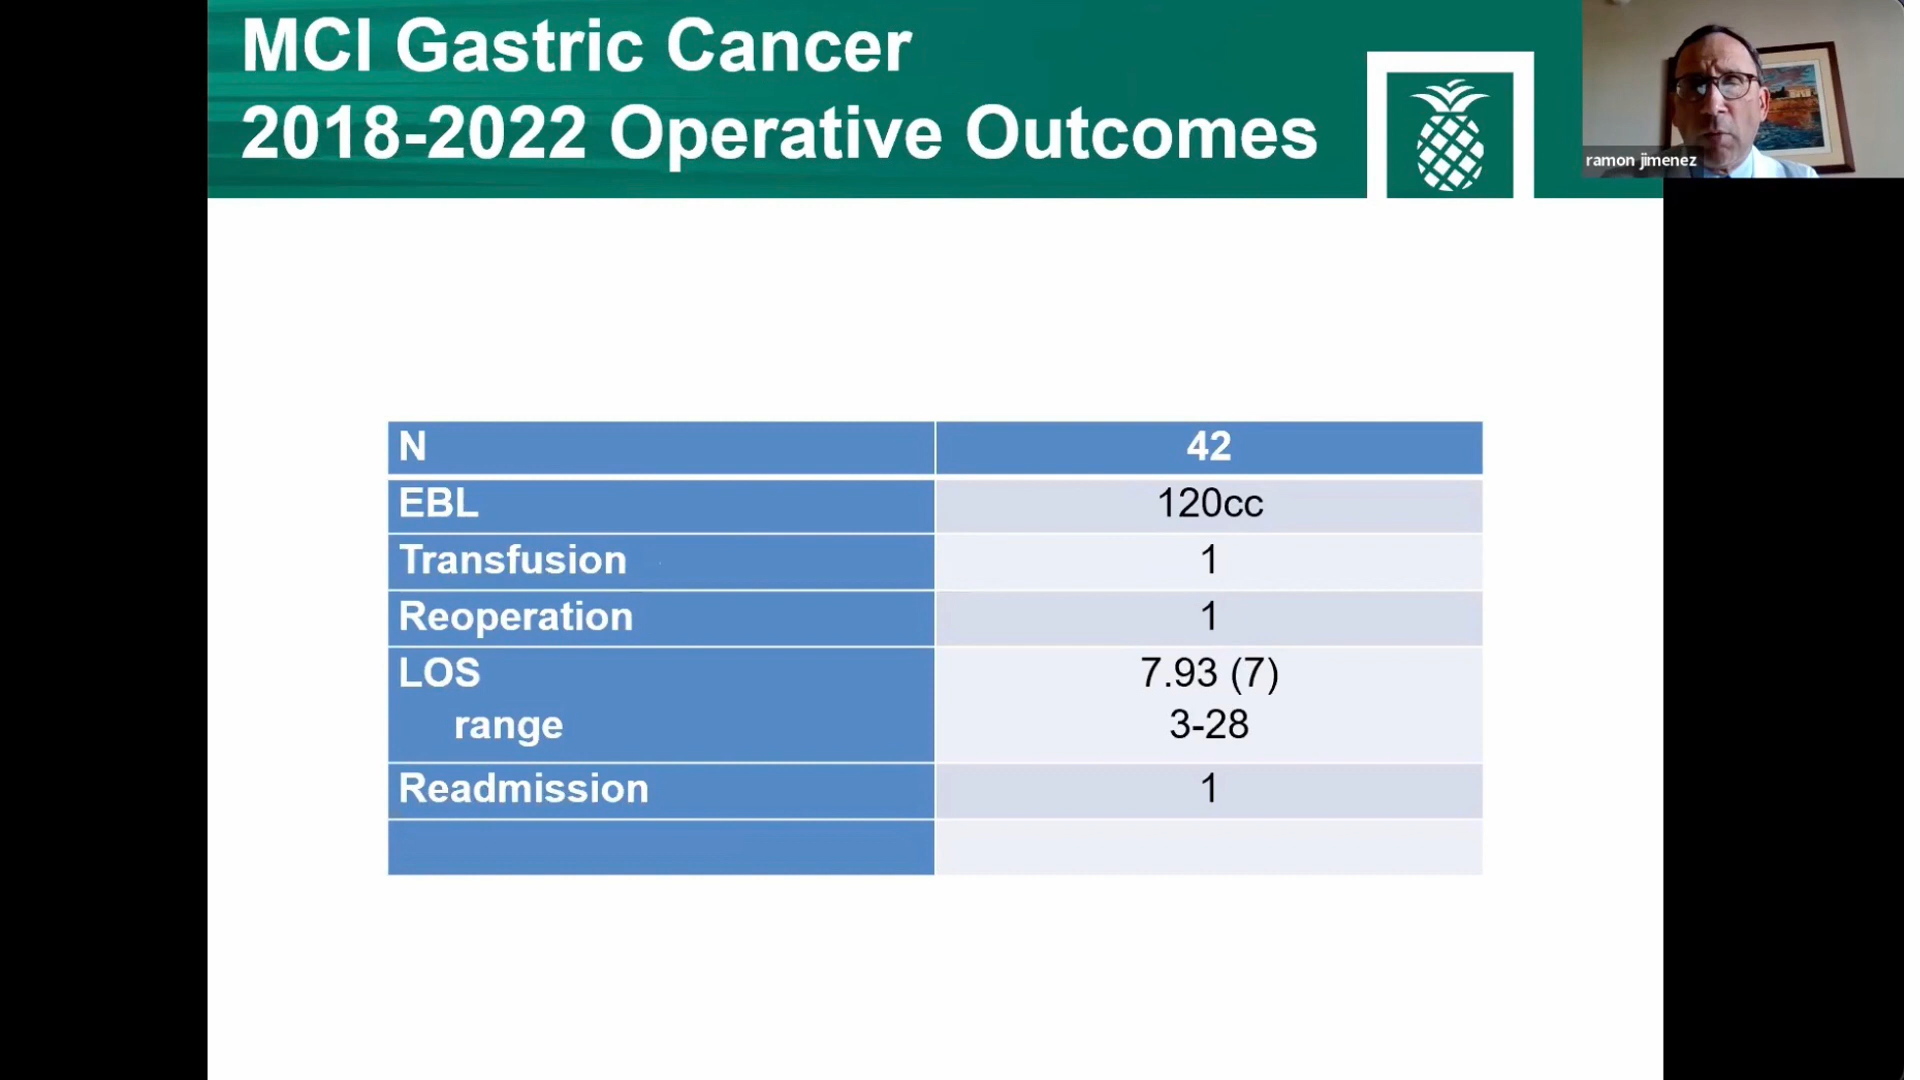 MCI Gastric Cancer
2018-2022 Operative Outcomes
ramon jimenez
N 42
EBL 120cc
Transfusion 1
Reoperation 1
LOS 7.93 (7)
range 3-28
Readmission 1